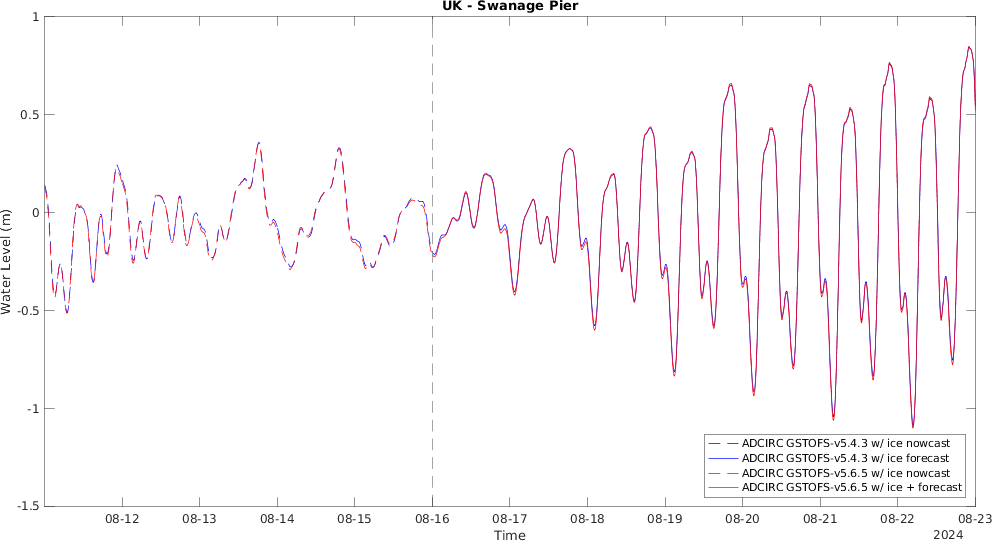 UK - Swanage Pier
1
0.5
0
-0.5
-1
-1.5
Water Level (m)
ADCIRC GSTOFS-v5.4.3 w/ ice nowcast
ADCIRC GSTOFS-v5.4.3 w/ ice forecast
ADCIRC GSTOFS-v5.6.5 w/ ice nowcast
ADCIRC GSTOFS-v5.6.5 w/ ice + forecast
08-12 08-13 08-14 08-15 08-16 08-17 08-18 08-19 08-20 08-21 08-22 08-23
Time
2024